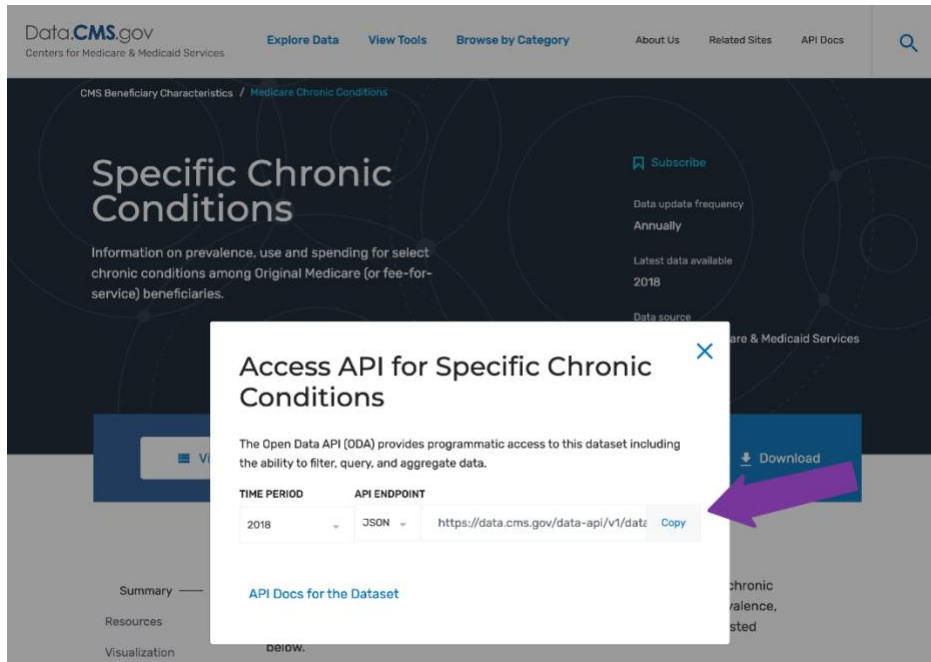 Data.CMS.gov
Centers for Medicare & Medicaid Services
Explore Data View Tools Browse by Category
About Us Related Sites API Docs
CMS Beneficiary Characteristics / Medicare Chronic Conditions
Specific Chronic
Conditions
Information on prevalence, use and spending for select
chronic conditions among Original Medicare (or fee-for-
service) beneficiaries.
Subscribe
Data update frequency
Annually
Latest data available
2018
Data source
are & Medicaid Services
Vi
Download
Access API for Specific Chronic
Conditions
The Open Data API (ODA) provides programmatic access to this dataset including
the ability to filter, query, and aggregate data.
TIME PERIOD API ENDPOINT
2018 JSON https://data.cms.gov/data-api/v1/data Copy
API Docs for the Dataset
Summary
Resources
Visualization
chronic
valence,
sted
below.